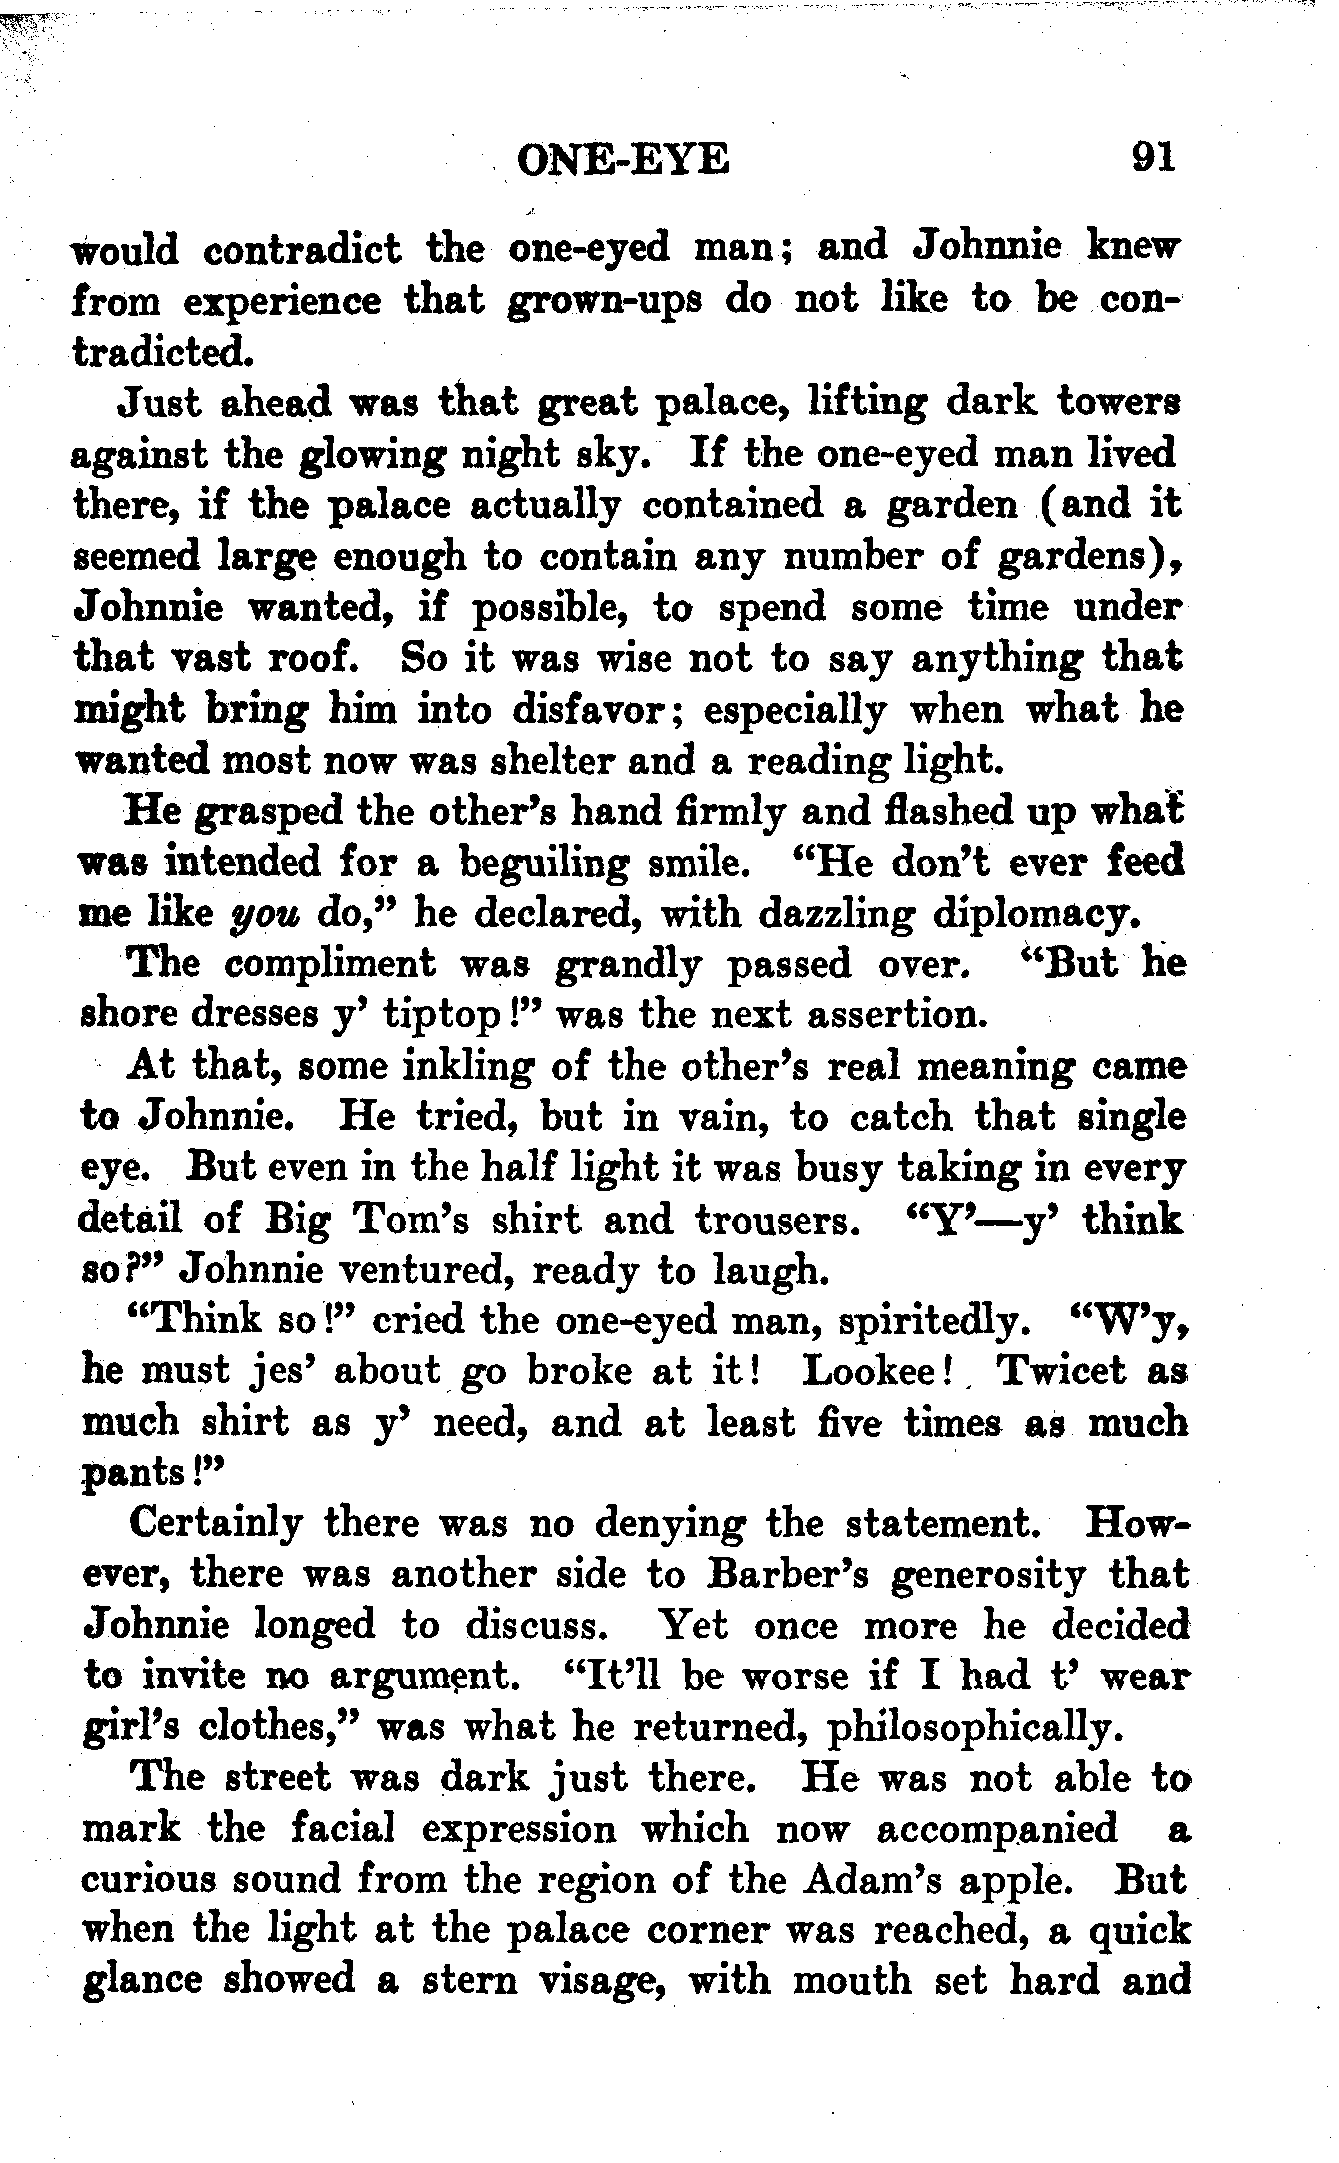 ONE-EYE 91
would contradict the one-eyed man; and Johnnie knew
from experience that grown-ups do not like to be con-
tradicted.
Just ahead was that great palace, lifting dark towers
against the glowing night sky. If the one-eyed man lived
there, if the palace actually contained a garden (and it
seemed large enough to contain any number of gardens),
Johnnie wanted, if possible, to spend some time under
that vast roof. So it was wise not to say anything that
might bring him into disfavor; especially when what he
wanted most now was shelter and a reading light.
He grasped the other's hand firmly and flashed up what
was intended for a beguiling smile. "He don't ever feed
me like you do," he declared, with dazzling diplomacy.
The compliment was grandly passed over. "But he
shore dresses y' tiptop!" was the next assertion.
At that, some inkling of the other's real meaning came
to Johnnie. He tried, but in vain, to catch that single
eye. But even in the half light it was busy taking in every
detail of Big Tom's shirt and trousers. "Y'—y' think
so?" Johnnie ventured, ready to laugh.
"Think so!" cried the one-eyed man, spiritedly. "W'y,
he must jes' about go broke at it! Lookee! Twicet as
much shirt as y' need, and at least five times as much
pants!"
Certainly there was no denying the statement. How-
ever, there was another side to Barber's generosity that
Johnnie longed to discuss. Yet once more he decided
to invite no argument. "It'll be worse if I had t' wear
girl's clothes," was what he returned, philosophically.
The street was dark just there. He was not able to
mark the facial expression which now accompanied a
curious sound from the region of the Adam's apple. But
when the light at the palace corner was reached, a quick
glance showed a stern visage, with mouth set hard and